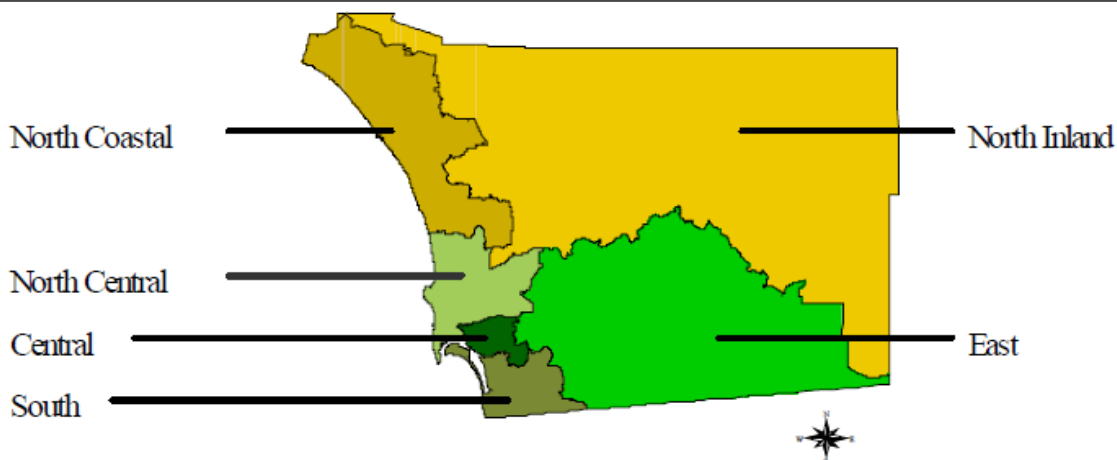 North Coastal
North Inland
North Central
Central
East
South
N
W
E
S